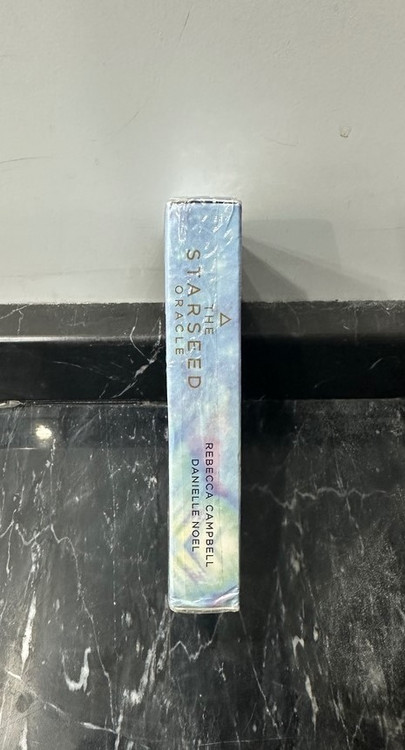 THE
STARSEED
ORACLE
REBECCA CAMPBELL
DANIELLE NOEL